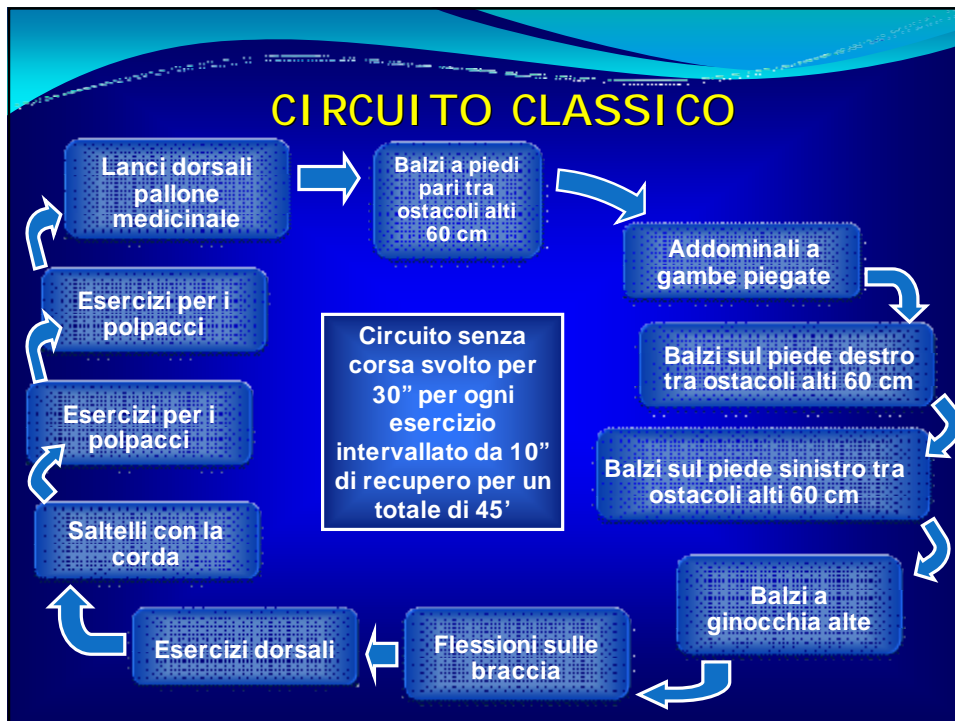 CIRCUITO CLASSICO
Lanci dorsali
pallone
medicinale
Balzi a piedi
pari tra
ostacoli alti
60 cm
Addominali a
gambe piegate
Balzi sul piede destro
tra ostacoli alti 60 cm
Balzi sul piede sinistro tra
ostacoli alti 60 cm
Balzi a
ginocchia alte
Flessioni sulle
braccia
Esercizi dorsali
Saltelli con la
corda
Esercizi per i
polpacci
Esercizi per i
polpacci
Circuito senza
corsa svolto per
30” per ogni
esercizio
intervallato da 10”
di recupero per un
totale di 45’